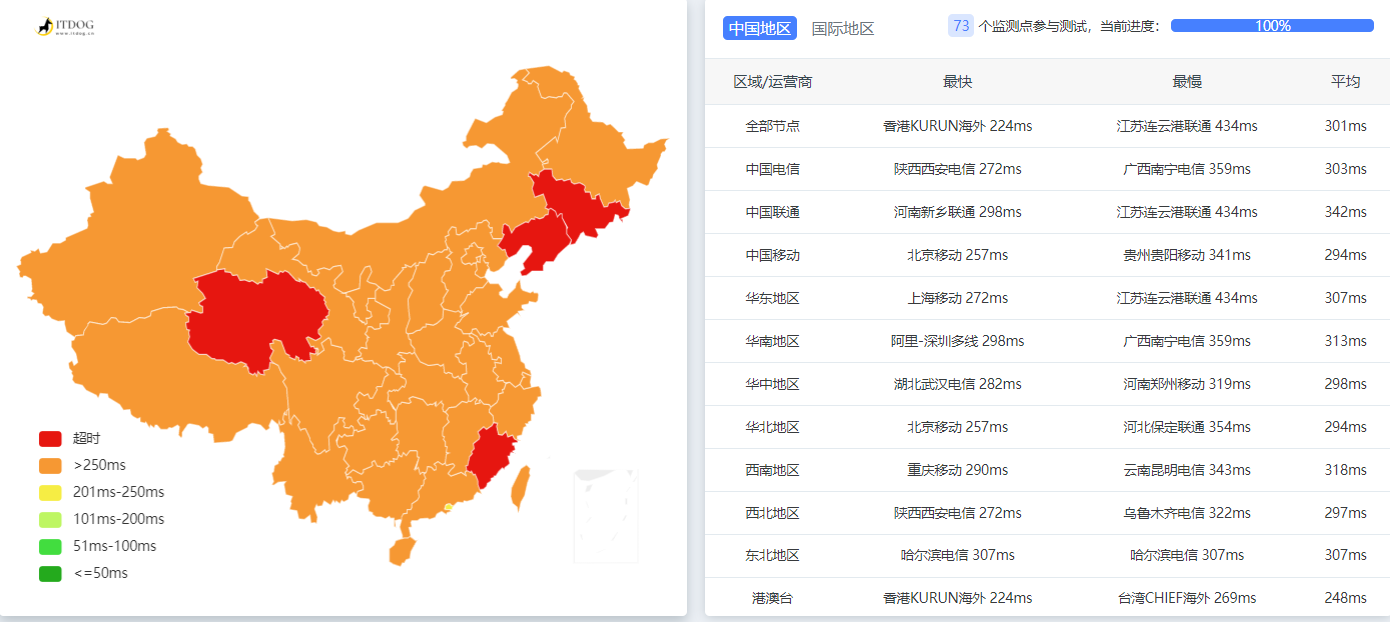 ITDOG
www.itdog.cn
超时
>250ms
201ms-250ms
101ms-200ms
51ms-100ms
<=50ms
中国地区 国际地区 73 个监测点参与测试，当前进度： 100%
区域/运营商 最快 最慢 平均
全部节点 香港KURUN海外 224ms 江苏连云港联通 434ms 301ms
中国电信 陕西西安电信 272ms 广西南宁电信 359ms 303ms
中国联通 河南新乡联通 298ms 江苏连云港联通 434ms 342ms
中国移动 北京移动 257ms 贵州贵阳移动 341ms 294ms
华东地区 上海移动 272ms 江苏连云港联通 434ms 307ms
华南地区 阿里-深圳多线 298ms 广西南宁电信 359ms 313ms
华中地区 湖北武汉电信 282ms 河南郑州移动 319ms 298ms
华北地区 北京移动 257ms 河北保定联通 354ms 294ms
西南地区 重庆移动 290ms 云南昆明电信 343ms 318ms
西北地区 陕西西安电信 272ms 乌鲁木齐电信 322ms 297ms
东北地区 哈尔滨电信 307ms 哈尔滨电信 307ms 307ms
港澳台 香港KURUN海外 224ms 台湾CHIEF海外 269ms 248ms